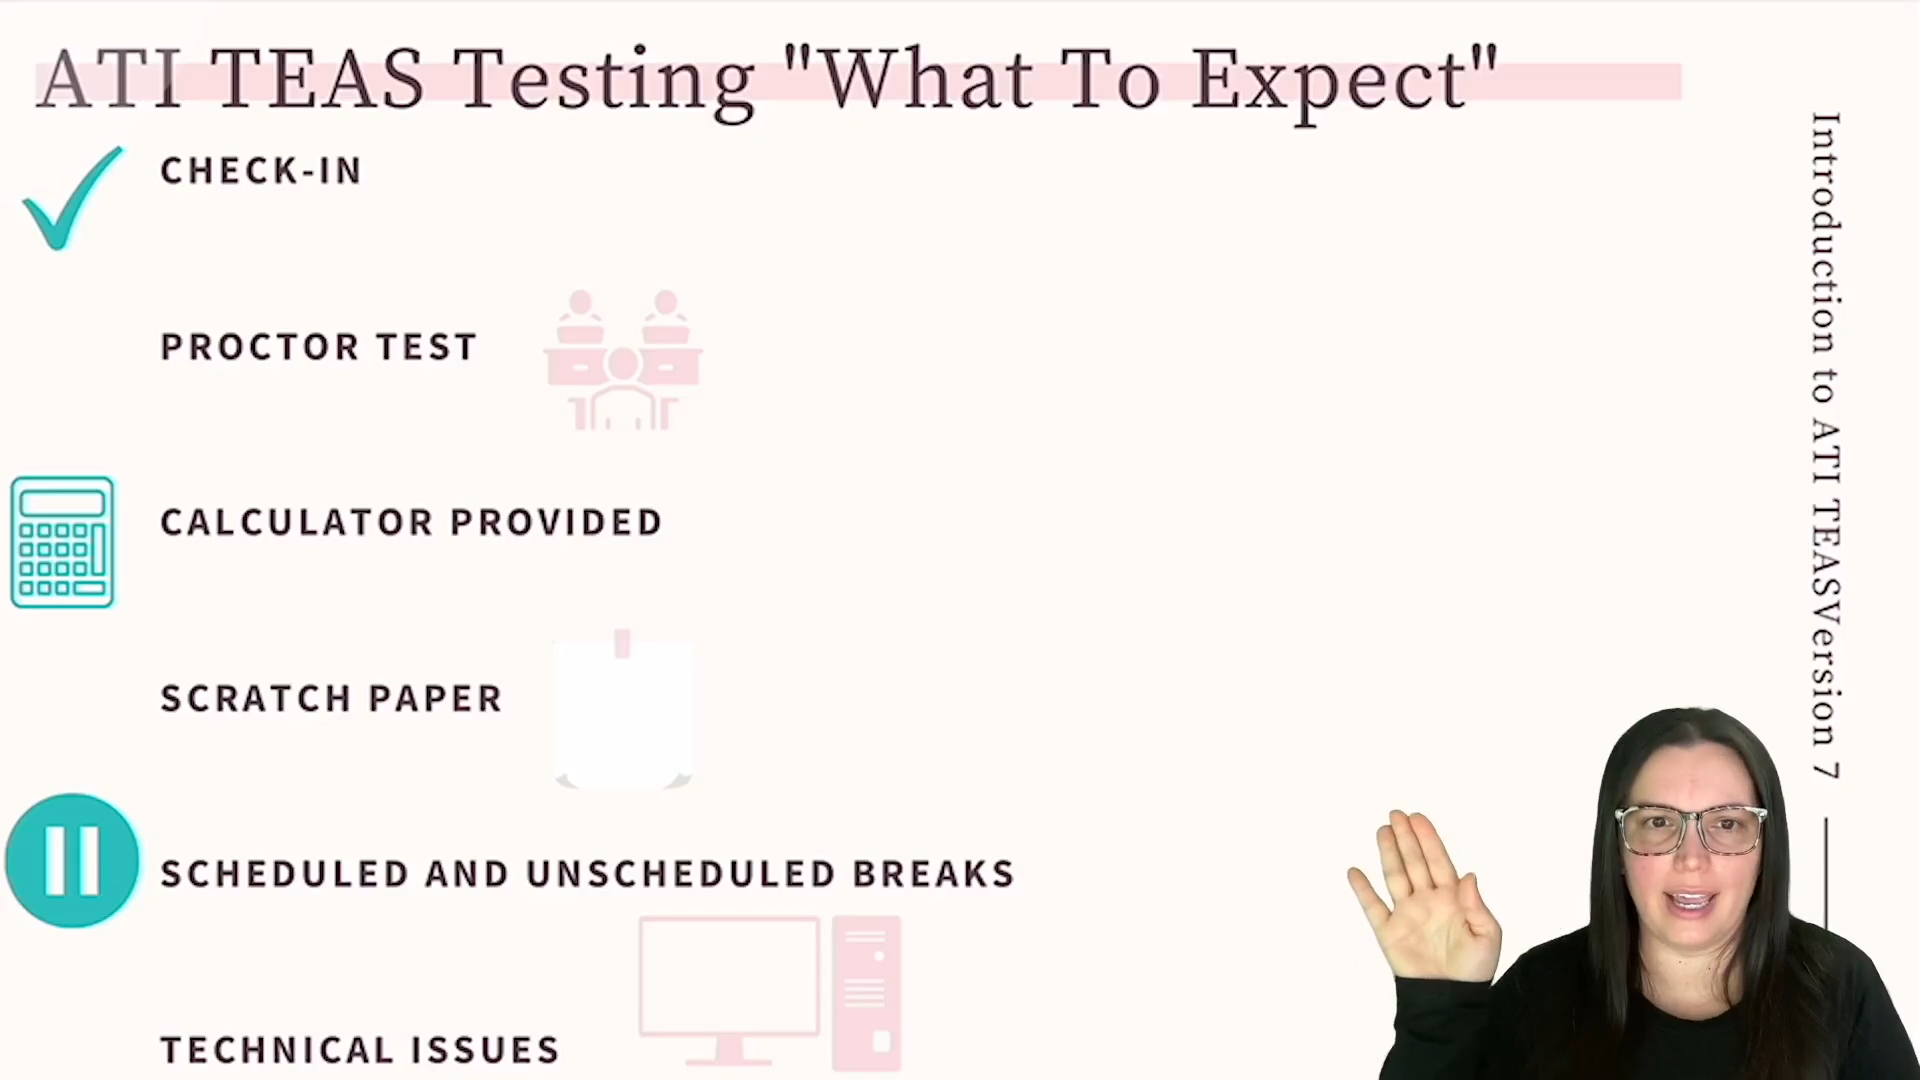 ATI TEAS Testing "What To Expect"
CHECK-IN
PROCTOR TEST
CALCULATOR PROVIDED
SCRATCH PAPER
SCHEDULED AND UNSCHEDULED BREAKS
TECHNICAL ISSUES
Introduction to ATI TEASVersion 7